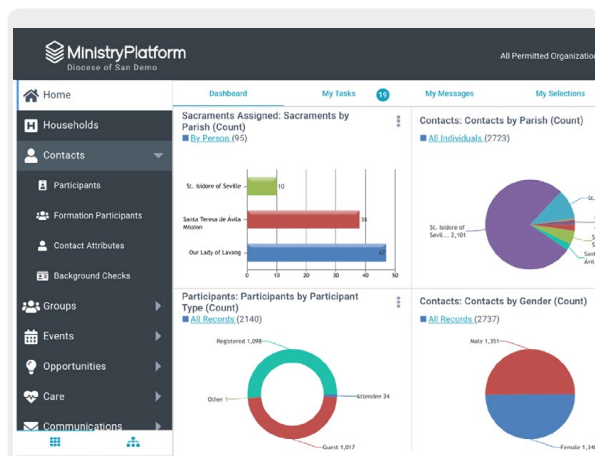 MinistryPlatform
Diocese of San Demo
All Permitted Organization
Home
Households
Contacts
Participants
Formation Participants
Contact Attributes
Background Checks
Groups
Events
Opportunities
Care
Communications
Dashboard
My Tasks 19
My Messages
My Selections
Sacraments Assigned: Sacraments by
Parish (Count)
By Person (95)
St. Isidore of Seville
10
Santa Teresa de Ávila
Mission
38
Our Lady of Lavang
47
0 10 20 30 40 50
Contacts: Contacts by Parish (Count)
All Individuals (2723)
St. Isidore of
Sevil... 2,101
St.
S
Sant
Participants: Participants by Participant
Type (Count)
All Records (2140)
Registered 1,098
Other 1
Attendee 24
Guest 1,017
Contacts: Contacts by Gender (Count)
All Records (2737)
Male 1,351
Female 1,34